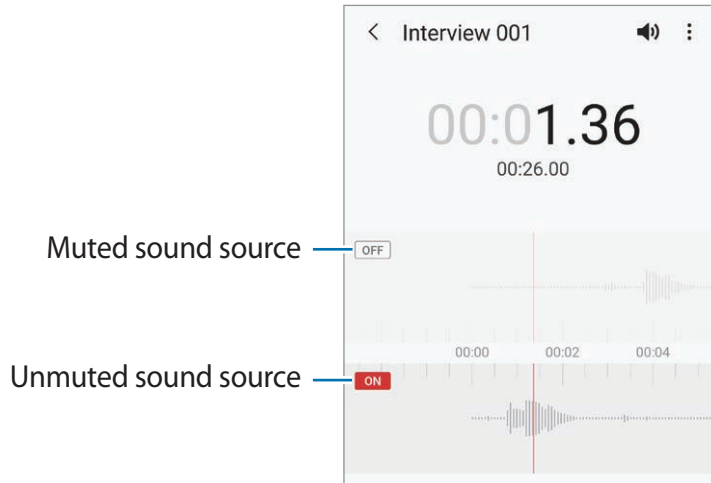 Interview 001
00:01.36
00:26.00
Muted sound source
OFF
00:00 00:02 00:04
Unmuted sound source
ON